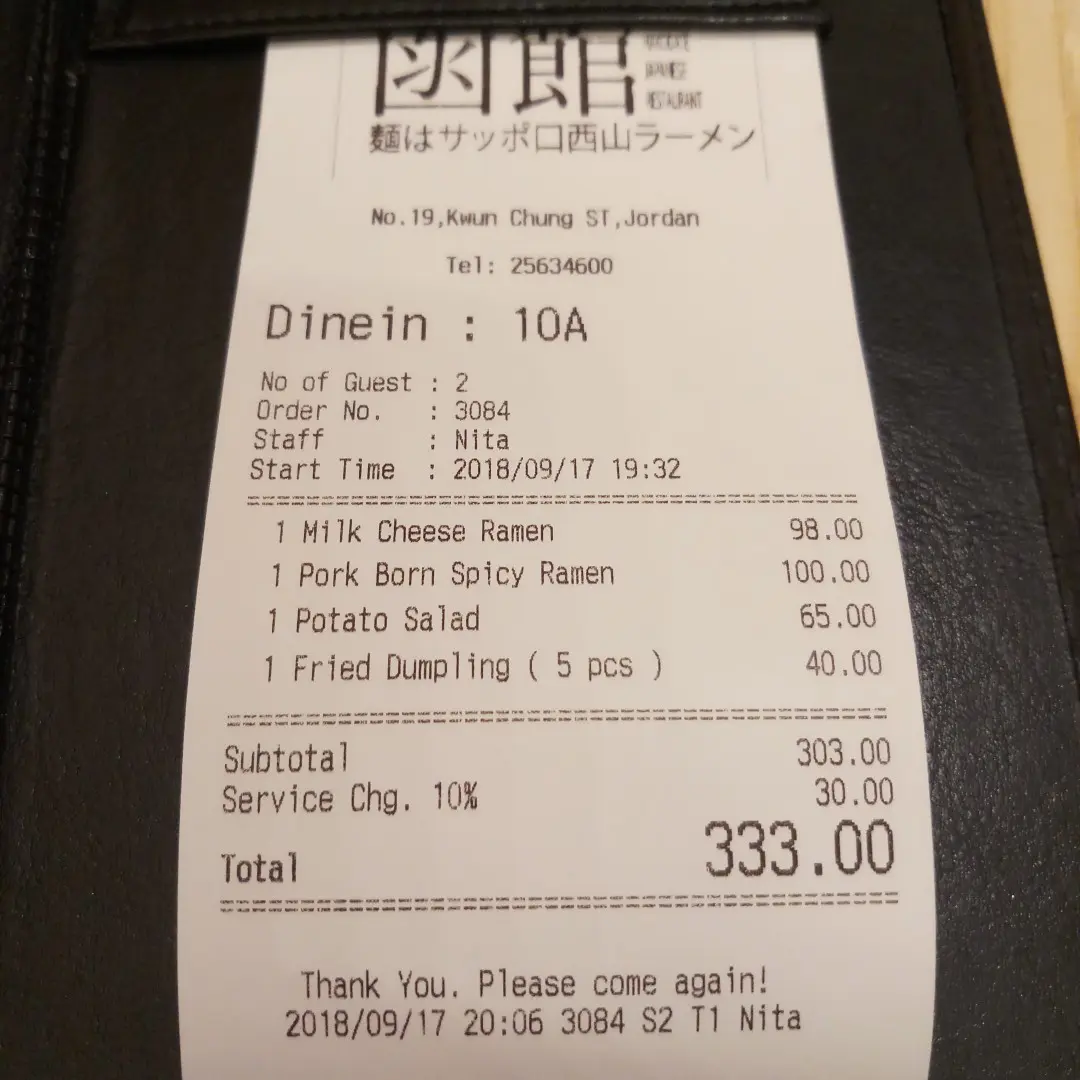 函館
RESTAURANT
麺はサッポロ西山ラーメン
No.19,Kwun Chung ST,Jordan
Tel: 25634600
Dinein : 10A
No of Guest : 2
Order No. : 3084
Staff : Nita
Start Time : 2018/09/17 19:32
1 Milk Cheese Ramen 98.00
1 Pork Born Spicy Ramen 100.00
1 Potato Salad 65.00
1 Fried Dumpling ( 5 pcs ) 40.00
Subtotal 303.00
Service Chg. 10% 30.00
Total 333.00
Thank You. Please come again!
2018/09/17 20:06 3084 S2 T1 Nita